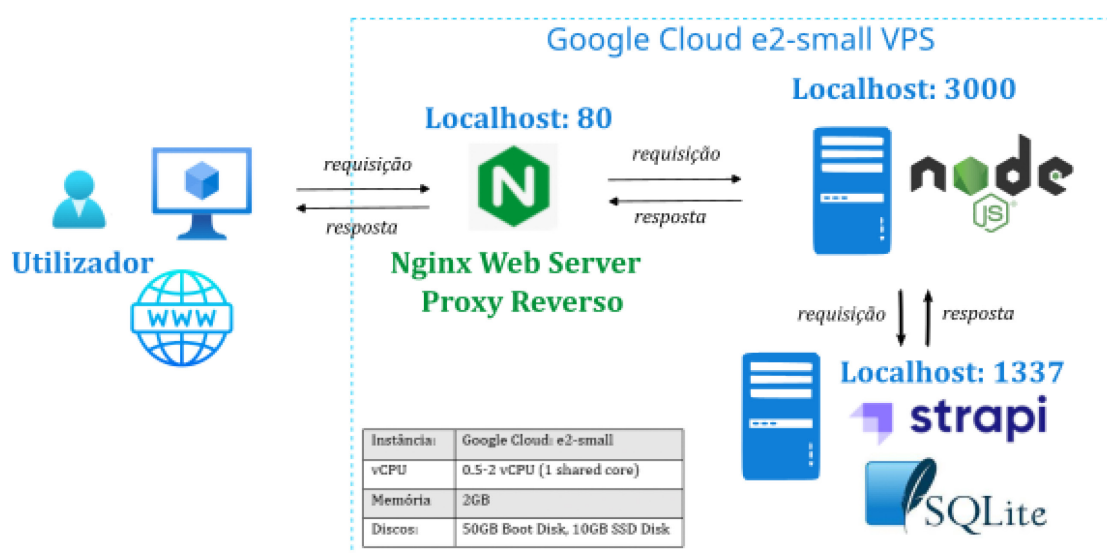 Google Cloud e2-small VPS
Localhost: 3000
Localhost: 80
node
JS
requisição
resposta
requisição
resposta
Utilizador
WWW
Nginx Web Server
Proxy Reverso
N
requisição
resposta
Localhost: 1337
strapi
SQLite
Instância: Google Cloud: e2-small
vCPU 0.5-2 vCPU (1 shared core)
Memória 2GB
Discos: 50GB Boot Disk, 10GB SSD Disk